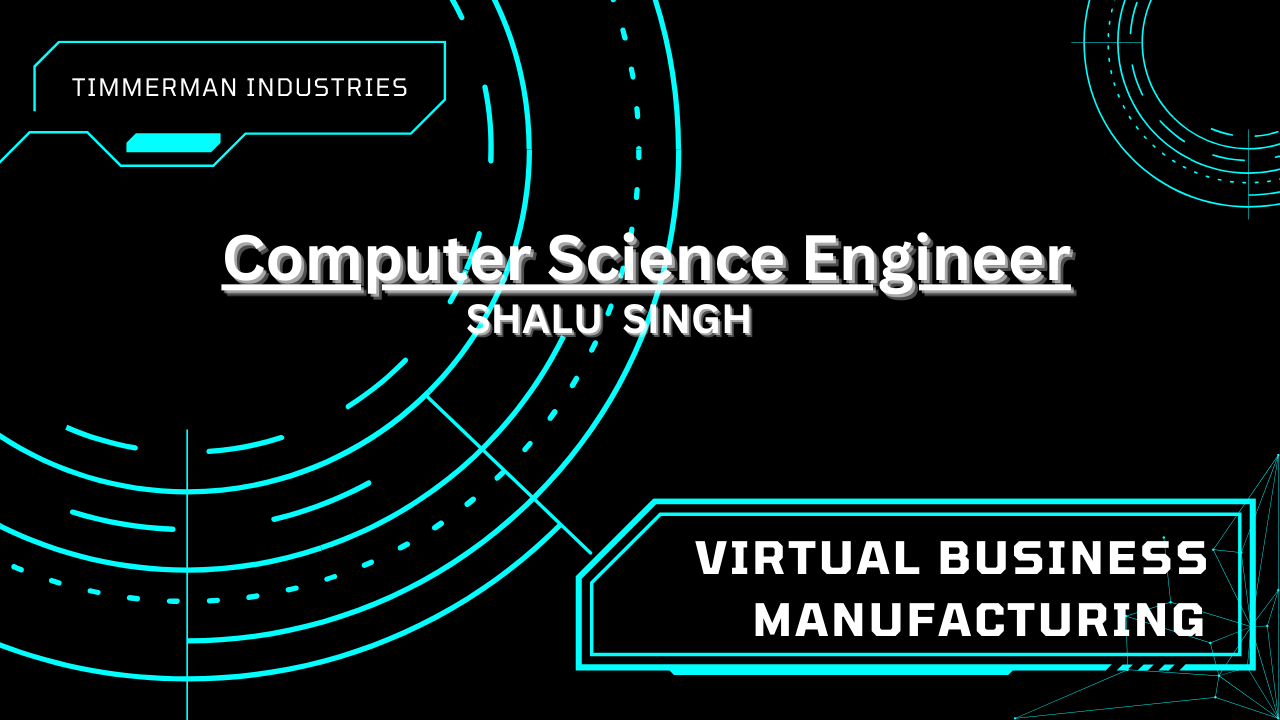 TIMMERMAN INDUSTRIES
Computer Science Engineer
SHALU SINGH
VIRTUAL BUSINESS
MANUFACTURING